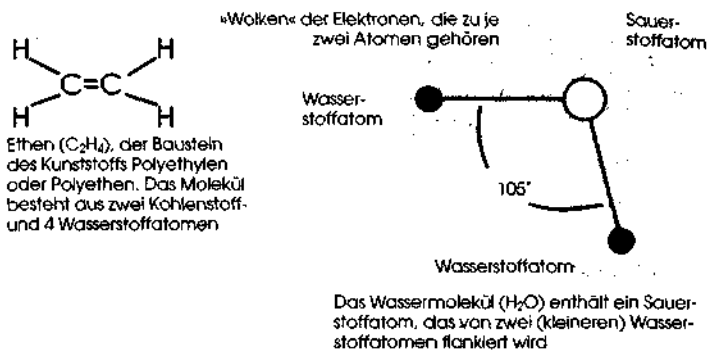 H H
C=C
H H
Ethen (C₂H₄), der Baustein
des Kunststoffs Polyethylen
oder Polyethen. Das Molekül
besteht aus zwei Kohlenstoff-
und 4 Wasserstoffatomen
»Wolken« der Elektronen, die zu je
zwei Atomen gehören
Sauer-
stoffatom
Wasser-
stoffatom
105°
Wasserstoffatom
Das Wassermolekül (H₂O) enthält ein Sauer-
stoffatom, das von zwei (kleineren) Wasser-
stoffatomen flankiert wird